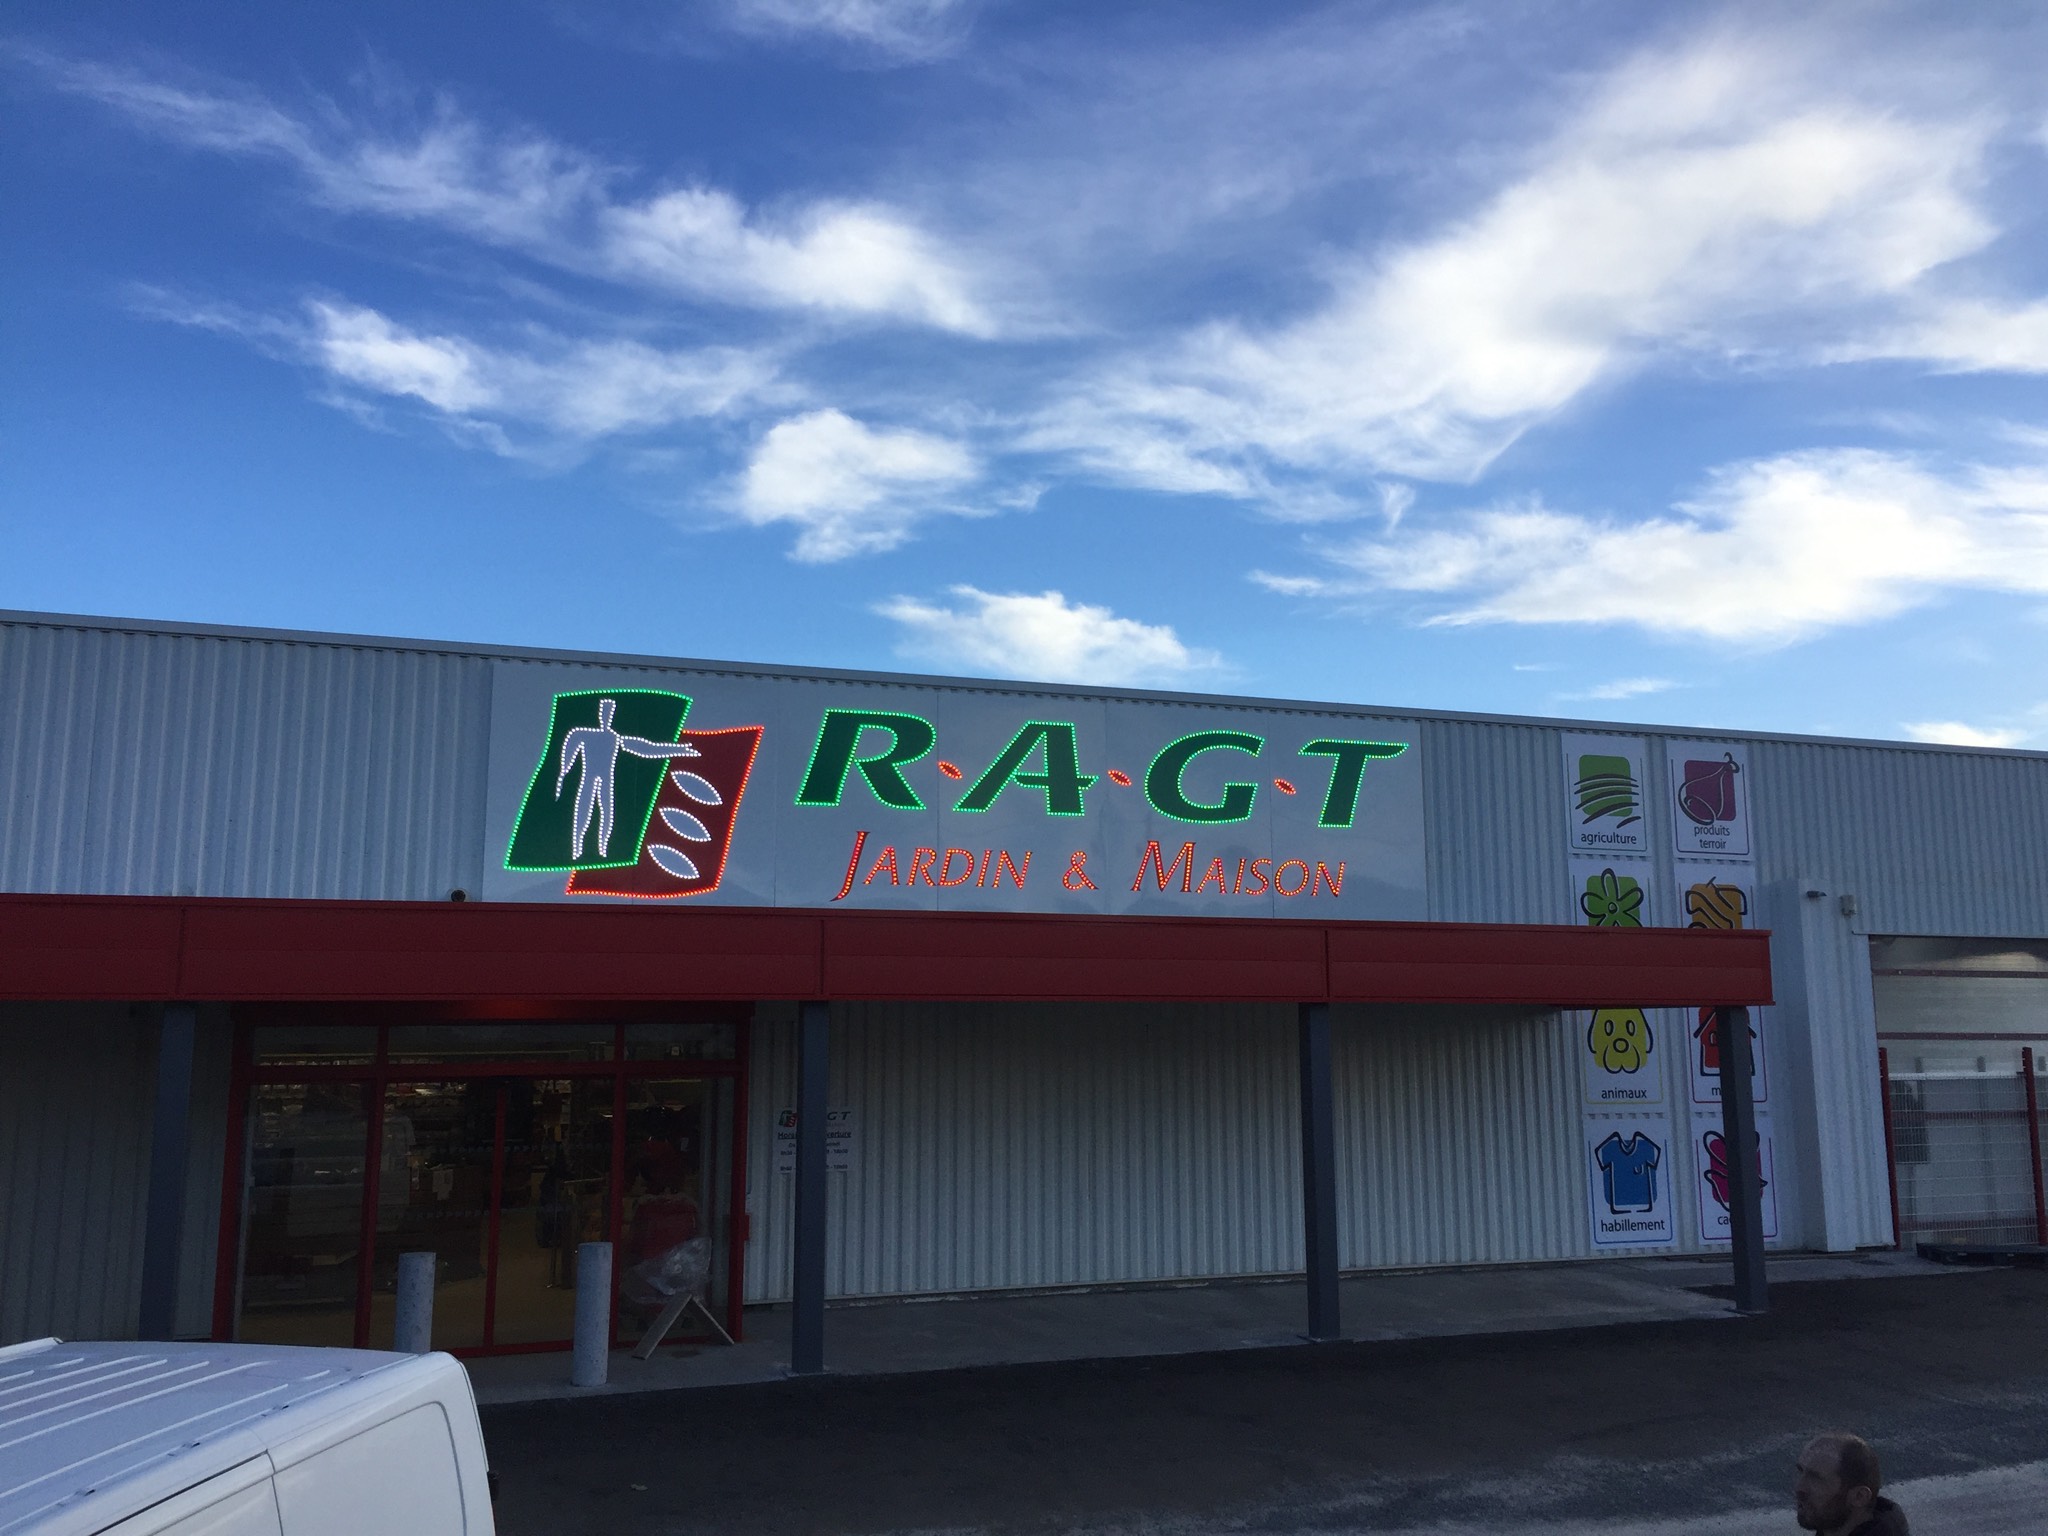 R.A.G.T
JARDIN & MAISON
agriculture
produits
terroir
animaux
habillement